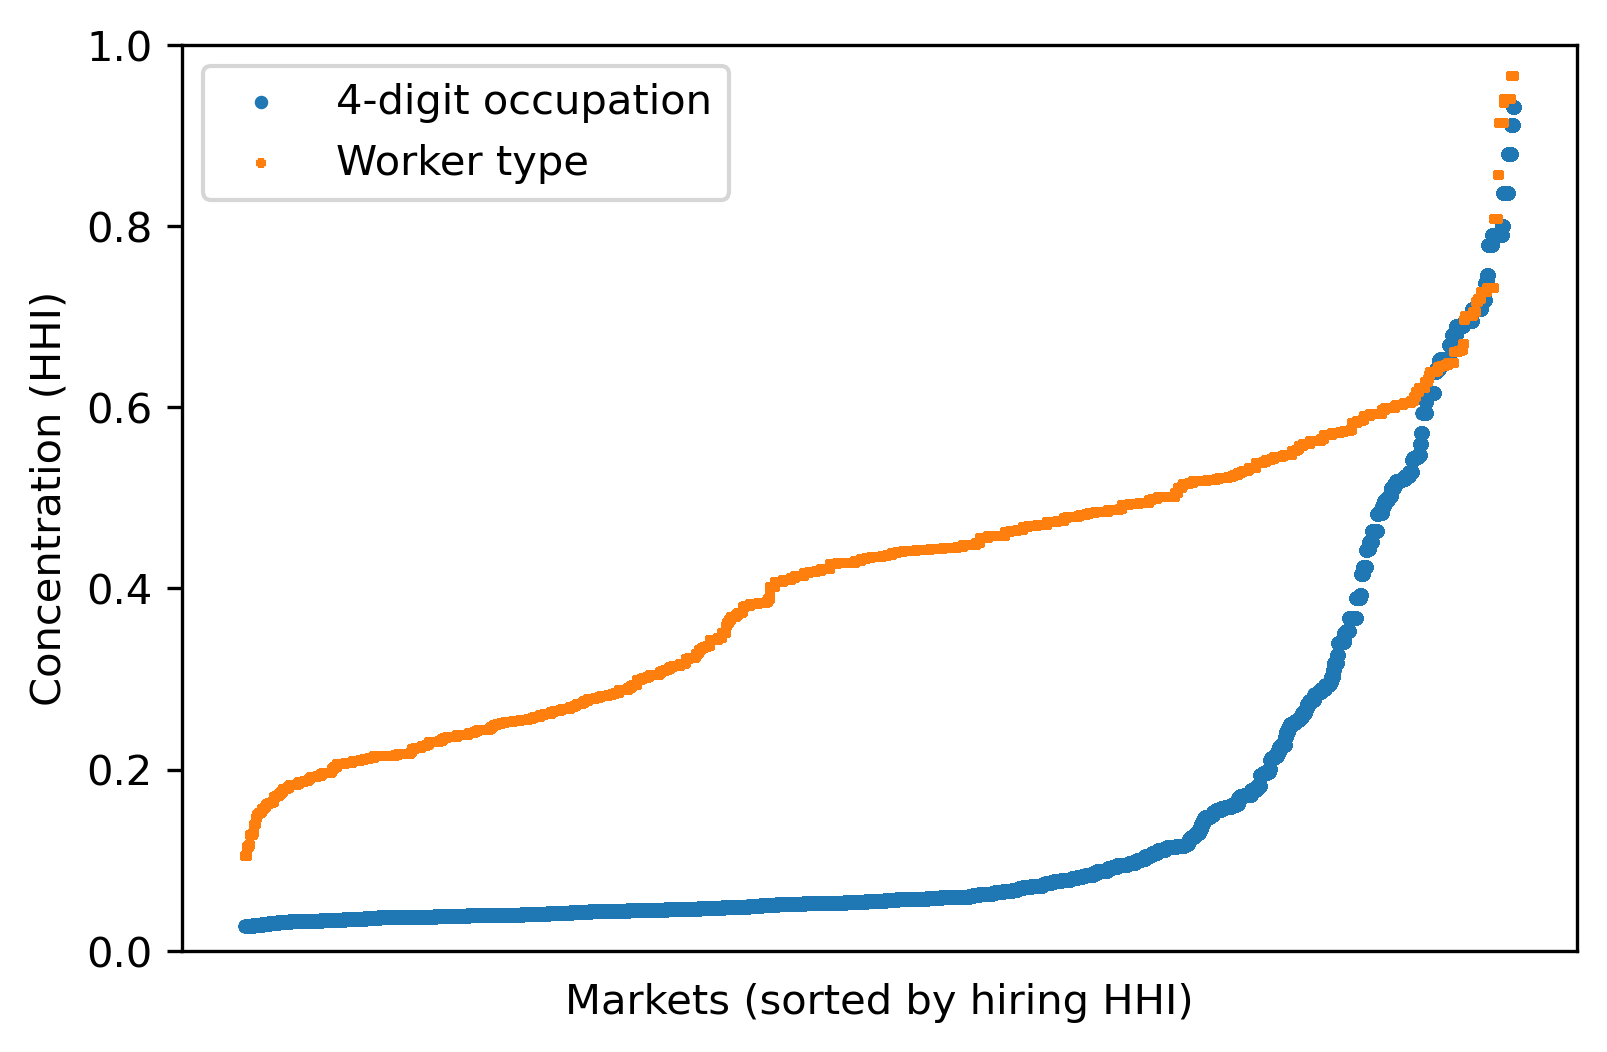 1.0
0.8
0.6
0.4
0.2
0.0
Concentration (HHI)
4-digit occupation
Worker type
Markets (sorted by hiring HHI)